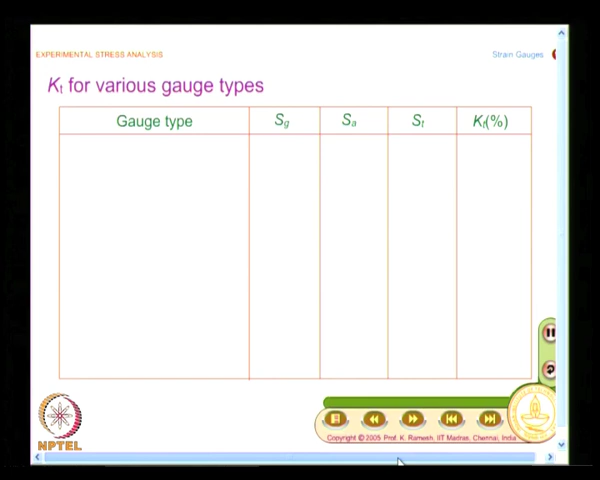 EXPERIMENTAL STRESS ANALYSIS
Strain Gauges
Kt for various gauge types
Gauge type Sg Sa St Kt(%)
NPTEL
Copyright © 2005 Prof. K. Ramesh, IIT Madras, Chennai, India